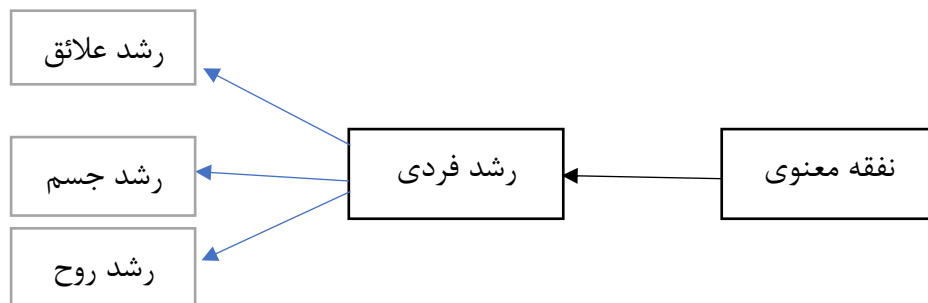 نفقه معنوی
رشد فردی
رشد علائق
رشد جسم
رشد روح